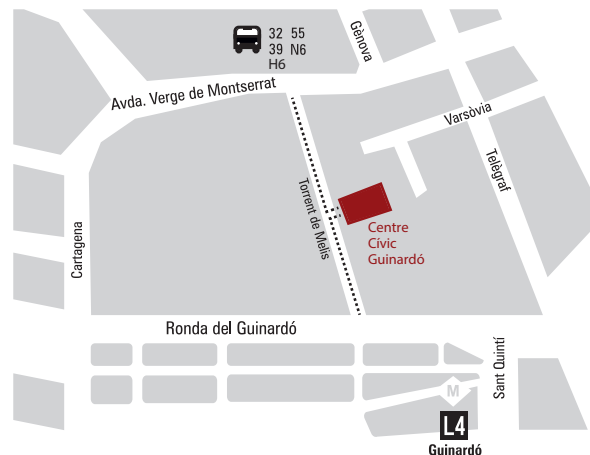 32 55
39 N6
H6
Gènova
Avda. Verge de Montserrat
Varsòvia
Telègraf
Torrent de Melis
Centre
Cívic
Guinardó
Cartagena
Ronda del Guinardó
Sant Quintí
M
L4
Guinardó